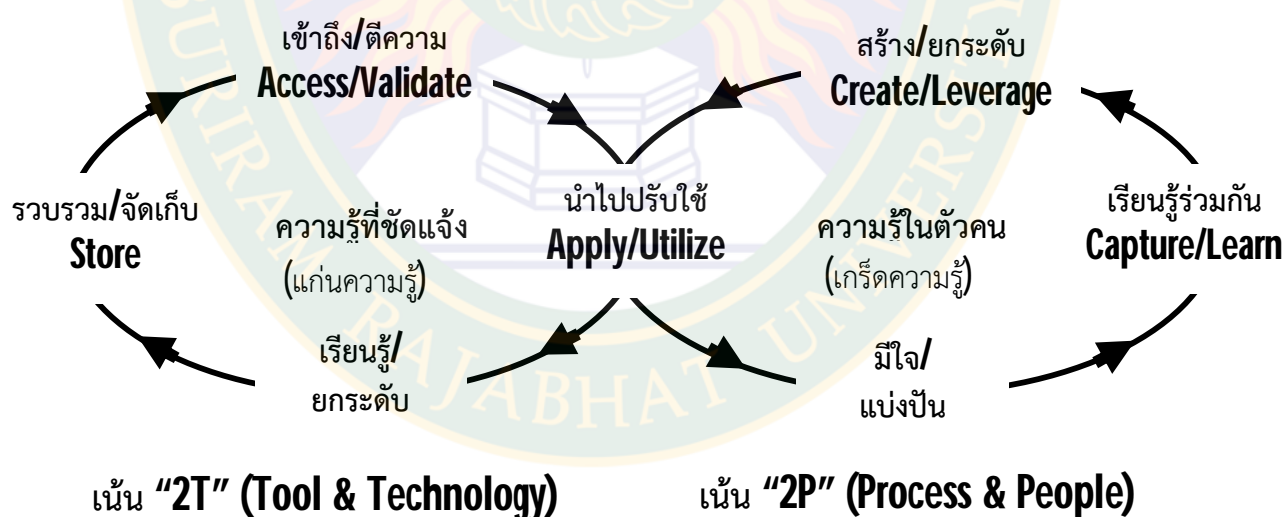 เข้าถึง/ตีความ
Access/Validate
สร้าง/ยกระดับ
Create/Leverage
รวบรวม/จัดเก็บ
Store
ความรู้ที่ชัดแจ้ง
(แก่นความรู้)
นำไปปรับใช้
Apply/Utilize
ความรู้ในตัวคน
(เกร็ดความรู้)
เรียนรู้ร่วมกัน
Capture/Learn
เรียนรู้/
ยกระดับ
มีใจ/
แบ่งปัน
เน้น “2T” (Tool & Technology)
เน้น “2P” (Process & People)
BURIRAM RAJABHAT UNIVERSITY